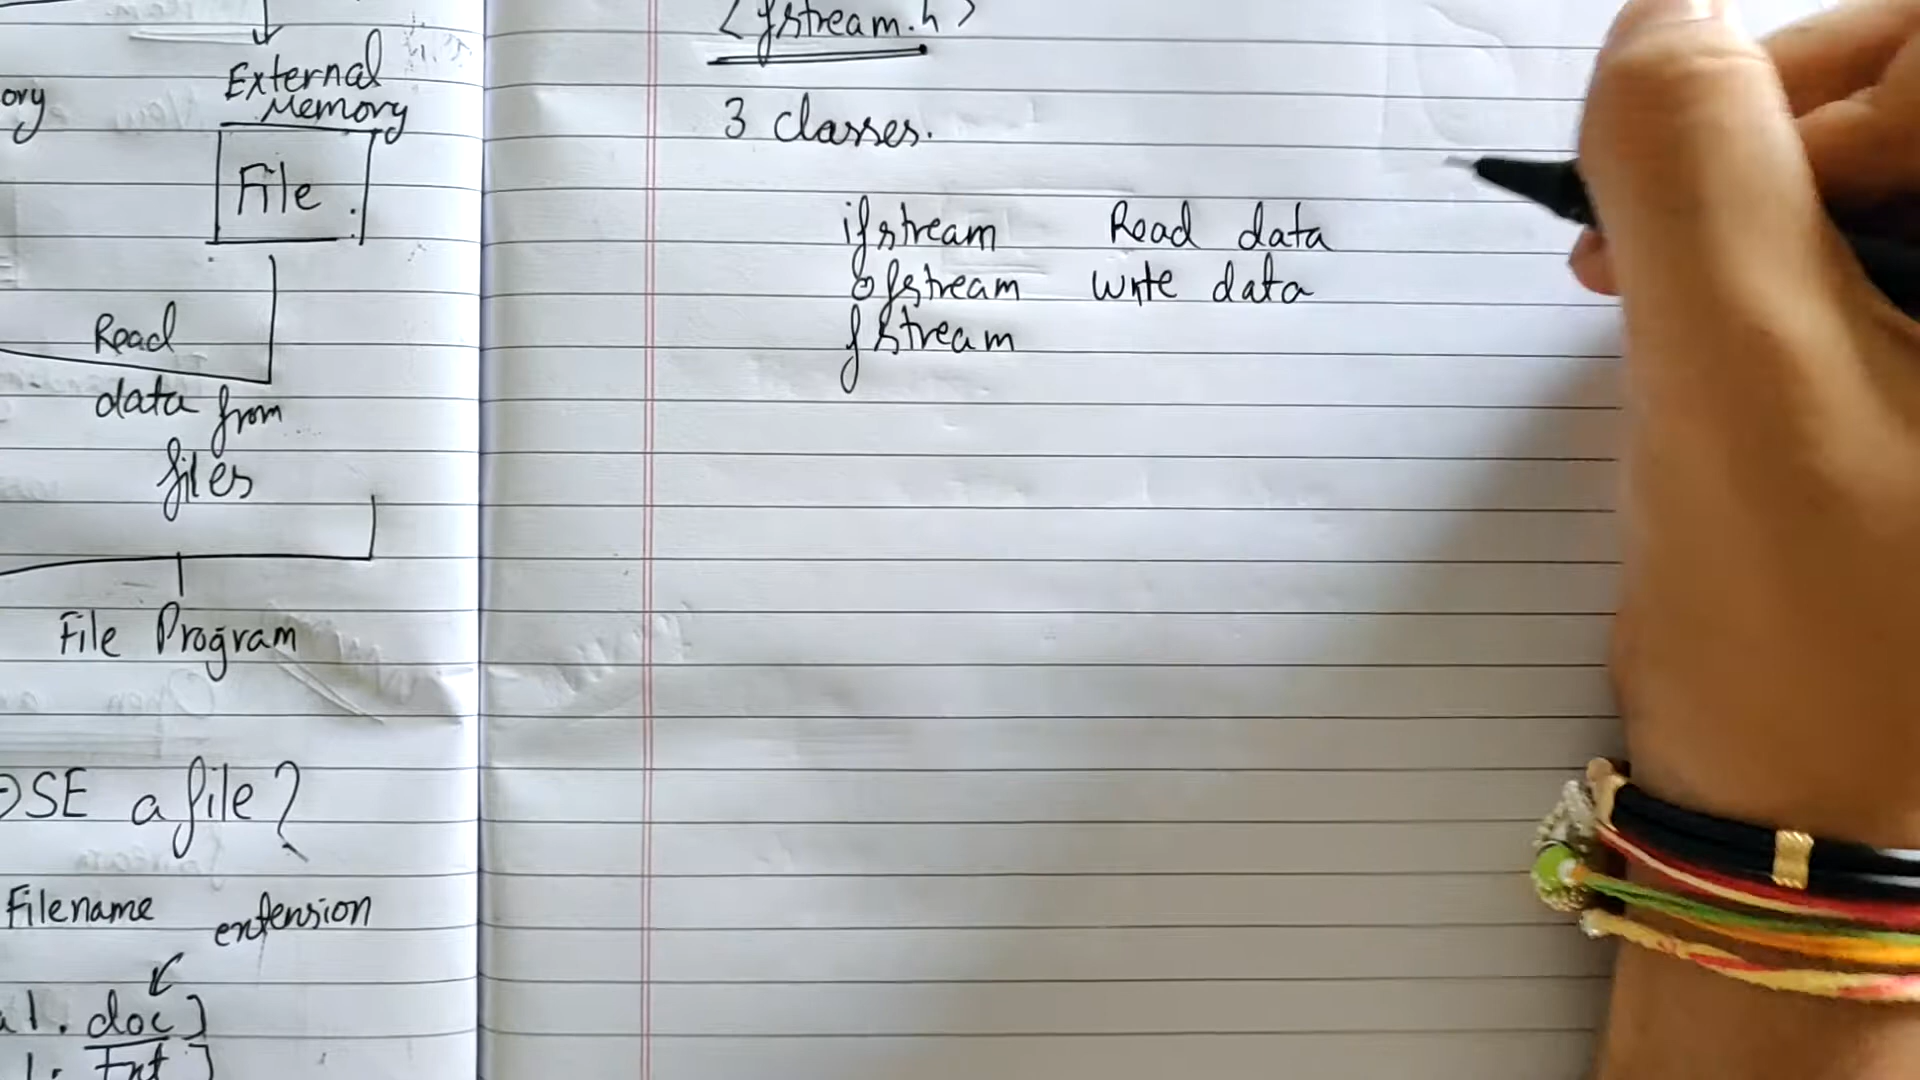 External
Memory
File
Read
data from
files
File Program
a file?
Filename extension
1. doc
<fstream.h>
3 classes.
ifstream Read data
ofstream write data
fstream